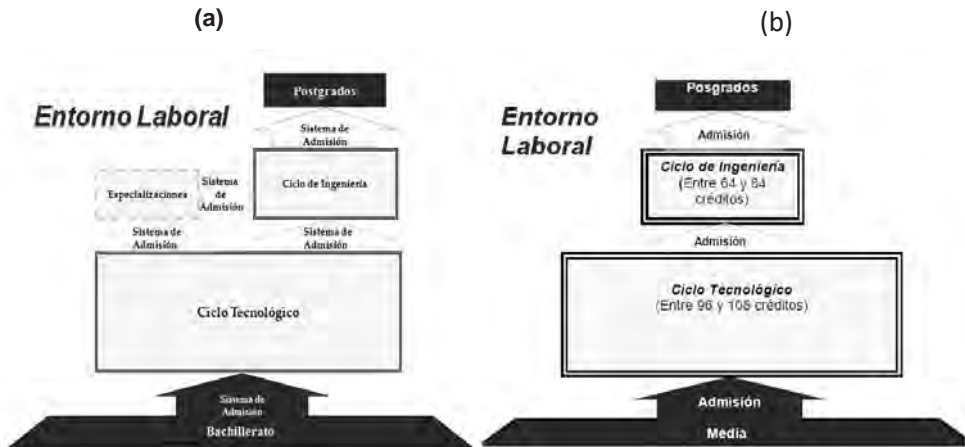 (a)
Postgrados
Entorno Laboral
Sistema de
Admisión
Ciclo de Ingeniería
Especializaciones
Sistema
de
Admisión
Sistema de
Admisión
Sistema de
Admisión
Ciclo Tecnológico
Sistema de
Admisión
Bachillerato
(b)
Posgrados
Entorno
Laboral
Admisión
Ciclo de Ingeniería
(Entre 64 y 84
créditos)
Admisión
Ciclo Tecnológico
(Entre 96 y 108 créditos)
Admisión
Media